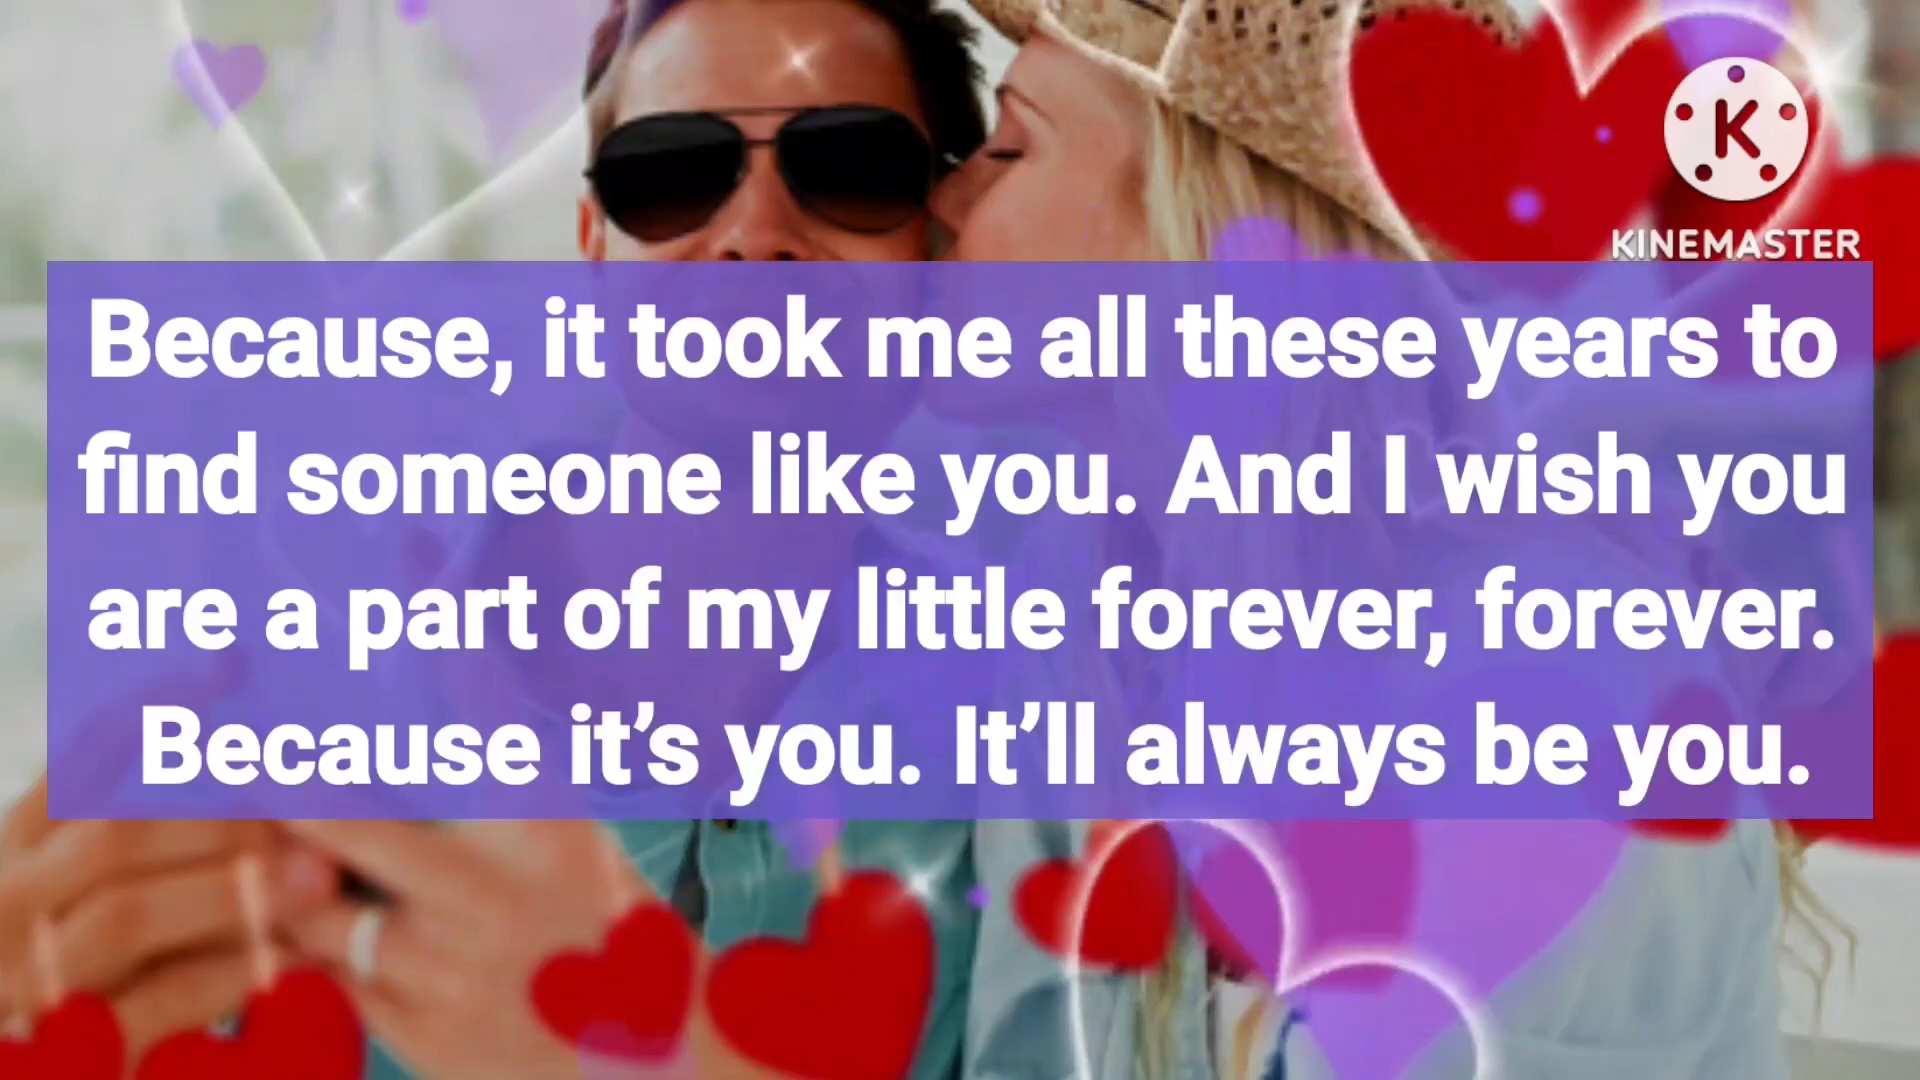 K
KINEMASTER
Because, it took me all these years to
find someone like you. And I wish you
are a part of my little forever, forever.
Because it’s you. It’ll always be you.